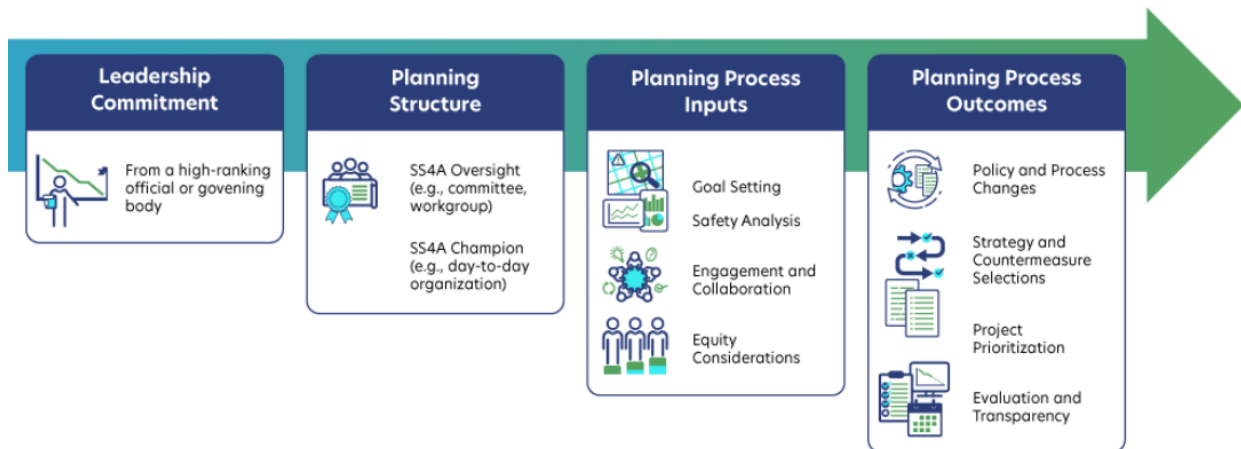 Leadership
Commitment
From a high-ranking
official or govening
body
Planning
Structure
SS4A Oversight
(e.g., committee,
workgroup)
SS4A Champion
(e.g., day-to-day
organization)
Planning Process
Inputs
Goal Setting
Safety Analysis
Engagement and
Collaboration
Equity
Considerations
Planning Process
Outcomes
Policy and Process
Changes
Strategy and
Countermeasure
Selections
Project
Prioritization
Evaluation and
Transparency